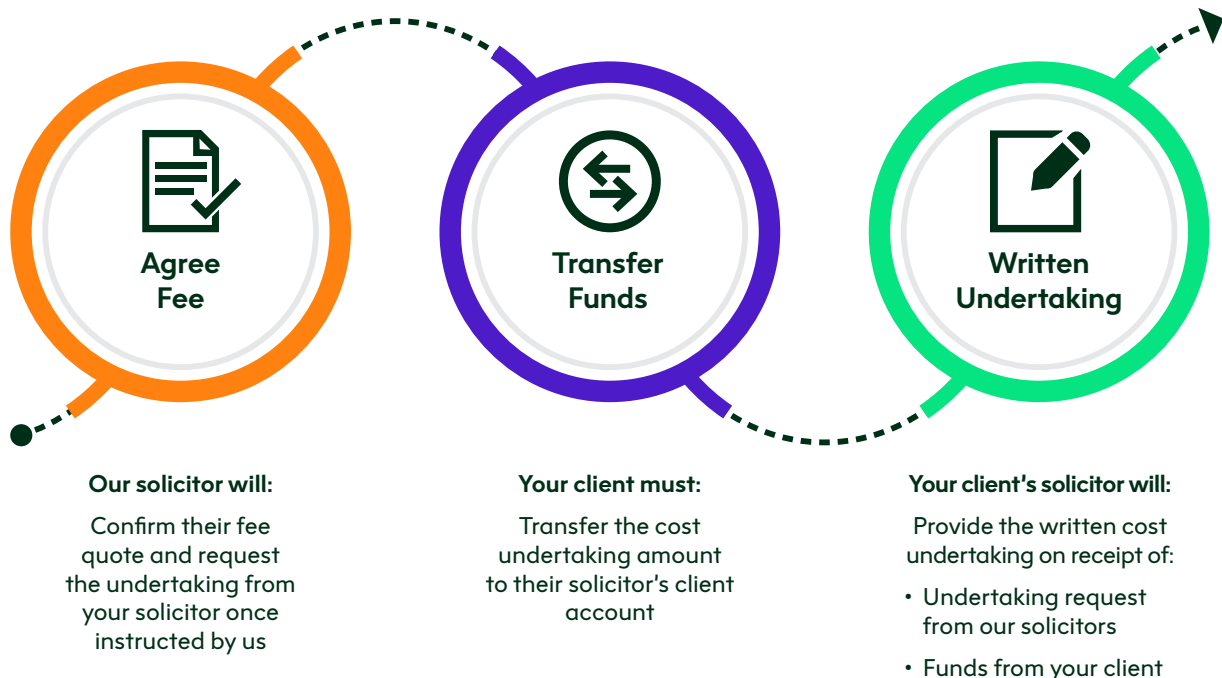 Agree
Fee
Transfer
Funds
Written
Undertaking
Our solicitor will:
Confirm their fee
quote and request
the undertaking from
your solicitor once
instructed by us
Your client must:
Transfer the cost
undertaking amount
to their solicitor's client
account
Your client's solicitor will:
Provide the written cost
undertaking on receipt of:
• Undertaking request
from our solicitors
• Funds from your client